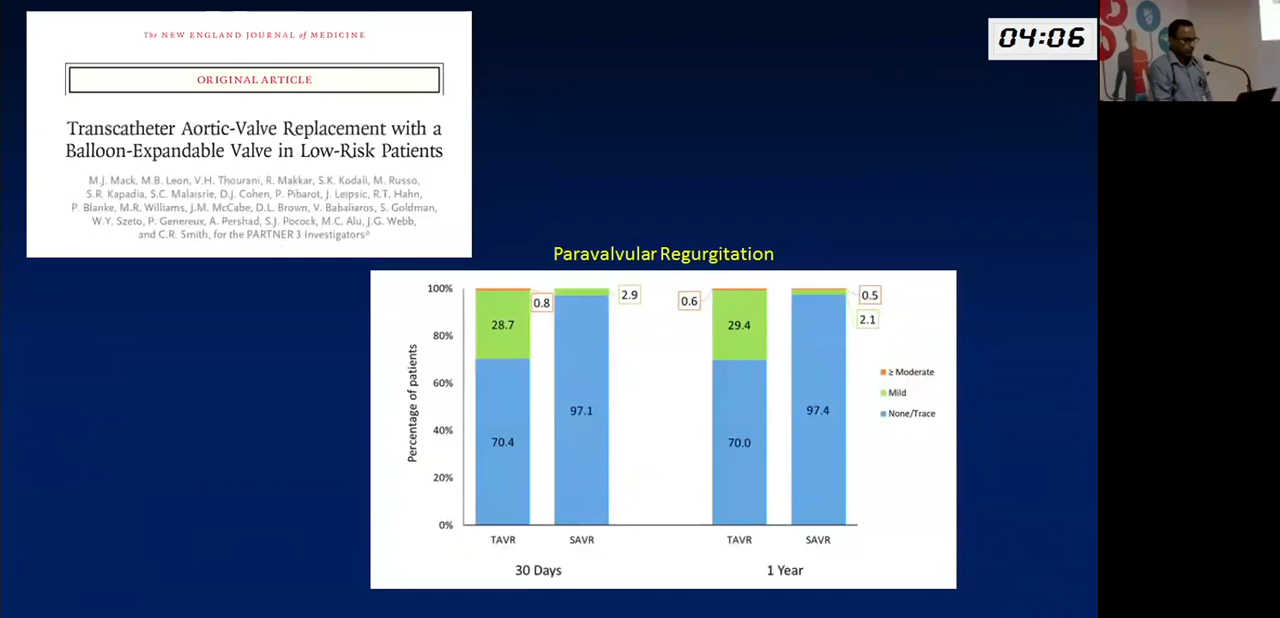 The NEW ENGLAND JOURNAL of MEDICINE
ORIGINAL ARTICLE
Transcatheter Aortic-Valve Replacement with a
Balloon-Expandable Valve in Low-Risk Patients
M.J. Mack, M.B. Leon, V.H. Thourani, R. Makkar, S.K. Kodali, M. Russo,
S.R. Kapadia, S.C. Malaisrie, D.J. Cohen, P. Pibarot, J. Leipsic, R.T. Hahn,
P. Blanke, M.R. Williams, J.M. McCabe, D.L. Brown, V. Babaliaros, S. Goldman,
W.Y. Szeto, P. Genereux, A. Pershad, S.J. Pocock, M.C. Alu, J.G. Webb,
and C.R. Smith, for the PARTNER 3 Investigators*
04:06
Paravalvular Regurgitation
Percentage of patients
100%
80%
60%
40%
20%
0%
0.8
28.7
70.4
2.9
97.1
0.6
29.4
70.0
0.5
2.1
97.4
≥ Moderate
Mild
None/Trace
TAVR
SAVR
TAVR
SAVR
30 Days
1 Year